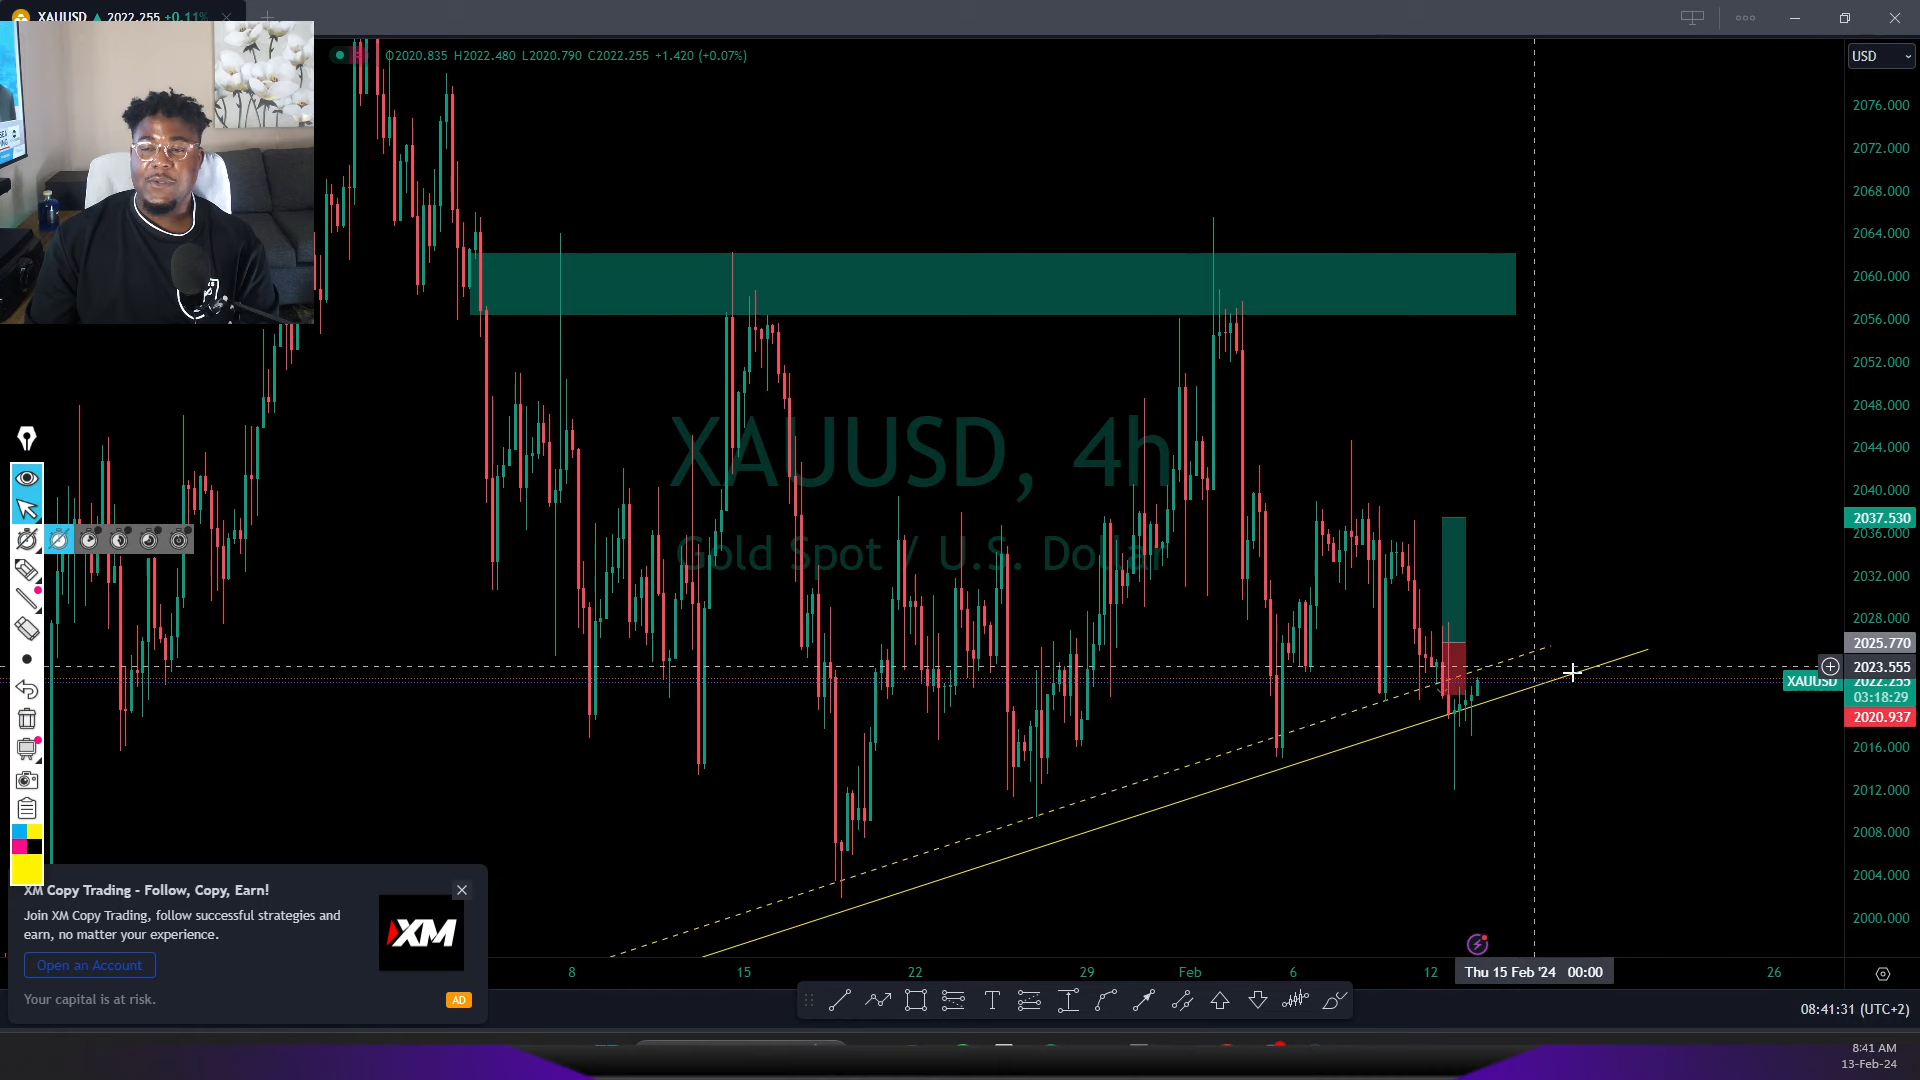 XAUUSD ▲ 2022.255 +0.11%
O2020.835 H2022.480 L2020.790 C2022.255 +1.420 (+0.07%)
USD
2076.000
2072.000
2068.000
2064.000
2060.000
2056.000
2052.000
2048.000
2044.000
2040.000
2037.530
2036.000
2032.000
2028.000
2025.770
2023.555
XAUUSD 2022.255
03:18:29
2020.937
2016.000
2012.000
2008.000
2004.000
2000.000
XAUUSD, 4h
Gold Spot / U.S. Dollar
XM Copy Trading - Follow, Copy, Earn!
Join XM Copy Trading, follow successful strategies and
earn, no matter your experience.
XM
Open an Account
Your capital is at risk.
AD
8 15 22 29 Feb 6 12 Thu 15 Feb '24 00:00 26
08:41:31 (UTC+2)
8:41 AM
13-Feb-24